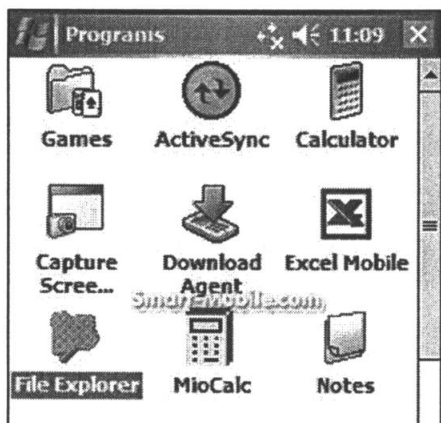 Programs 11:09
Games ActiveSync Calculator
Capture Download Excel Mobile
Scree... Agent
Smart-Mobile.com
File Explorer MioCalc Notes